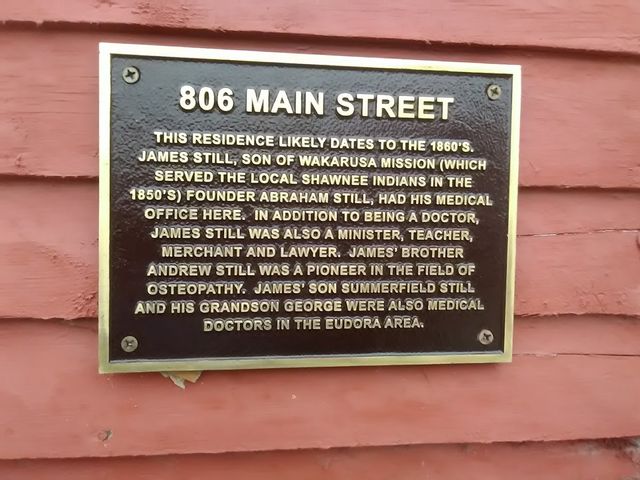 806 MAIN STREET
THIS RESIDENCE LIKELY DATES TO THE 1860'S.
JAMES STILL, SON OF WAKARUSA MISSION (WHICH
SERVED THE LOCAL SHAWNEE INDIANS IN THE
1850'S) FOUNDER ABRAHAM STILL, HAD HIS MEDICAL
OFFICE HERE. IN ADDITION TO BEING A DOCTOR,
JAMES STILL WAS ALSO A MINISTER, TEACHER,
MERCHANT AND LAWYER. JAMES' BROTHER
ANDREW STILL WAS A PIONEER IN THE FIELD OF
OSTEOPATHY. JAMES' SON SUMMERFIELD STILL
AND HIS GRANDSON GEORGE WERE ALSO MEDICAL
DOCTORS IN THE EUDORA AREA.